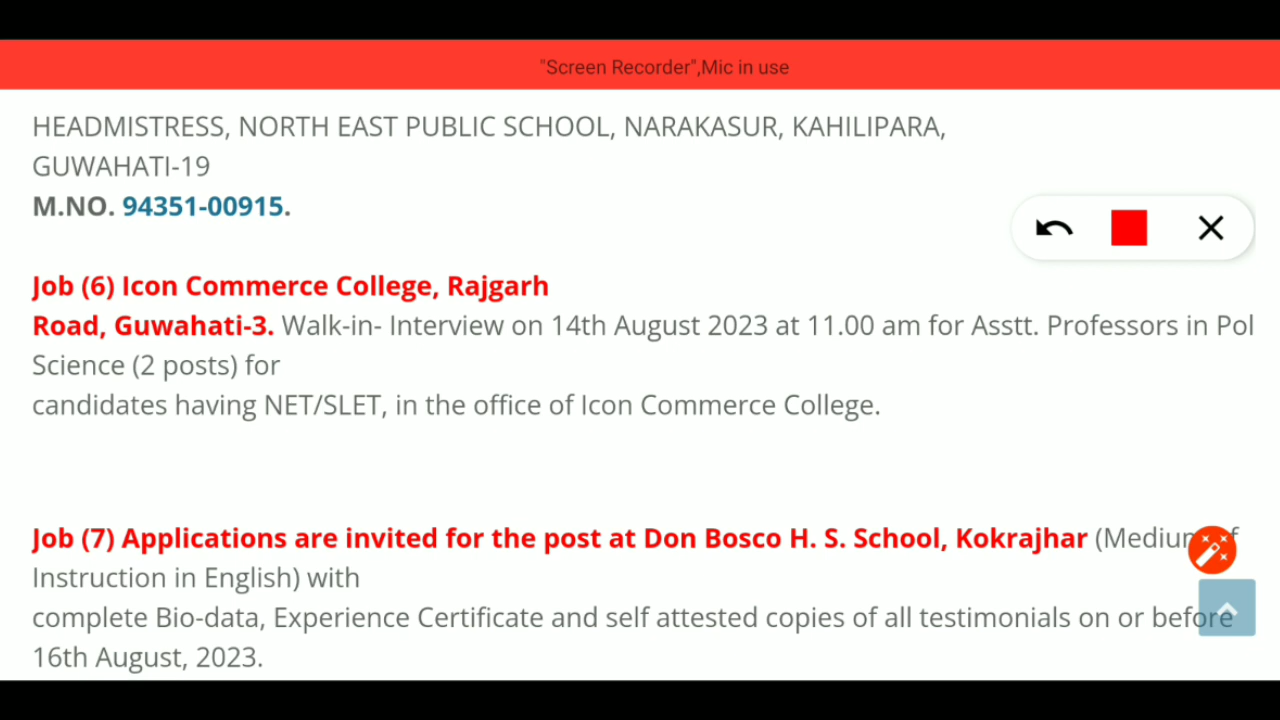 "Screen Recorder",Mic in use
HEADMISTRESS, NORTH EAST PUBLIC SCHOOL, NARAKASUR, KAHILIPARA,
GUWAHATI-19
M.NO. 94351-00915.
Job (6) Icon Commerce College, Rajgarh
Road, Guwahati-3. Walk-in- Interview on 14th August 2023 at 11.00 am for Asstt. Professors in Pol
Science (2 posts) for
candidates having NET/SLET, in the office of Icon Commerce College.
Job (7) Applications are invited for the post at Don Bosco H. S. School, Kokrajhar (Medium of
Instruction in English) with
complete Bio-data, Experience Certificate and self attested copies of all testimonials on or before
16th August, 2023.